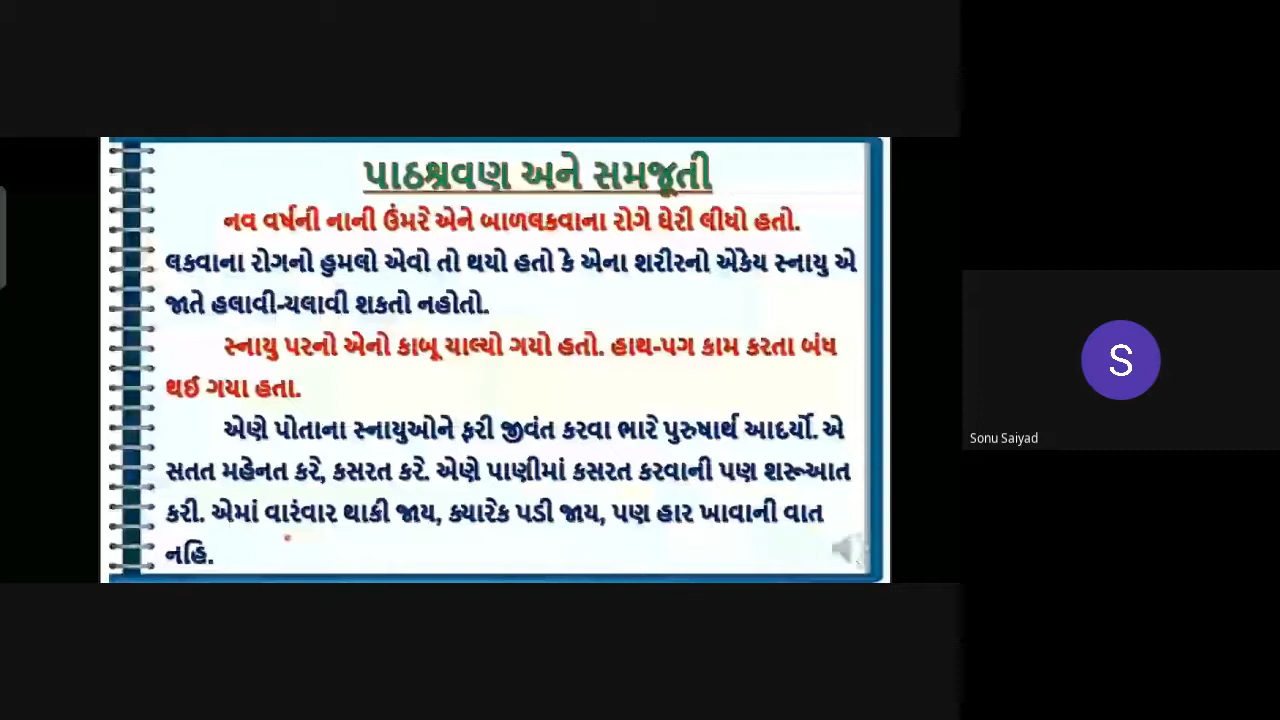 પાઠશ્રવણ અને સમજૂતી
નવ વર્ષની નાની ઉંમરે એને બાળલકવાના રોગે ઘેરી લીધો હતો.
લકવાના રોગનો હુમલો એવો તો થયો હતો કે એના શરીરનો એકેય સ્નાયુ એ
જાતે હલાવી-ચલાવી શકતો નહોતો.
સ્નાયુ પરનો એનો કાબૂ ચાલ્યો ગયો હતો. હાથ-પગ કામ કરતા બંધ
થઈ ગયા હતા.
એણે પોતાના સ્નાયુઓને ફરી જીવંત કરવા ભારે પુરુષાર્થ આદર્યો. એ
સતત મહેનત કરે, કસરત કરે. એણે પાણીમાં કસરત કરવાની પણ શરૂઆત
કરી. એમાં વારંવાર થાકી જાય, ક્યારેક પડી જાય, પણ હાર ખાવાની વાત
નહિ.
S
Sonu Saiyad